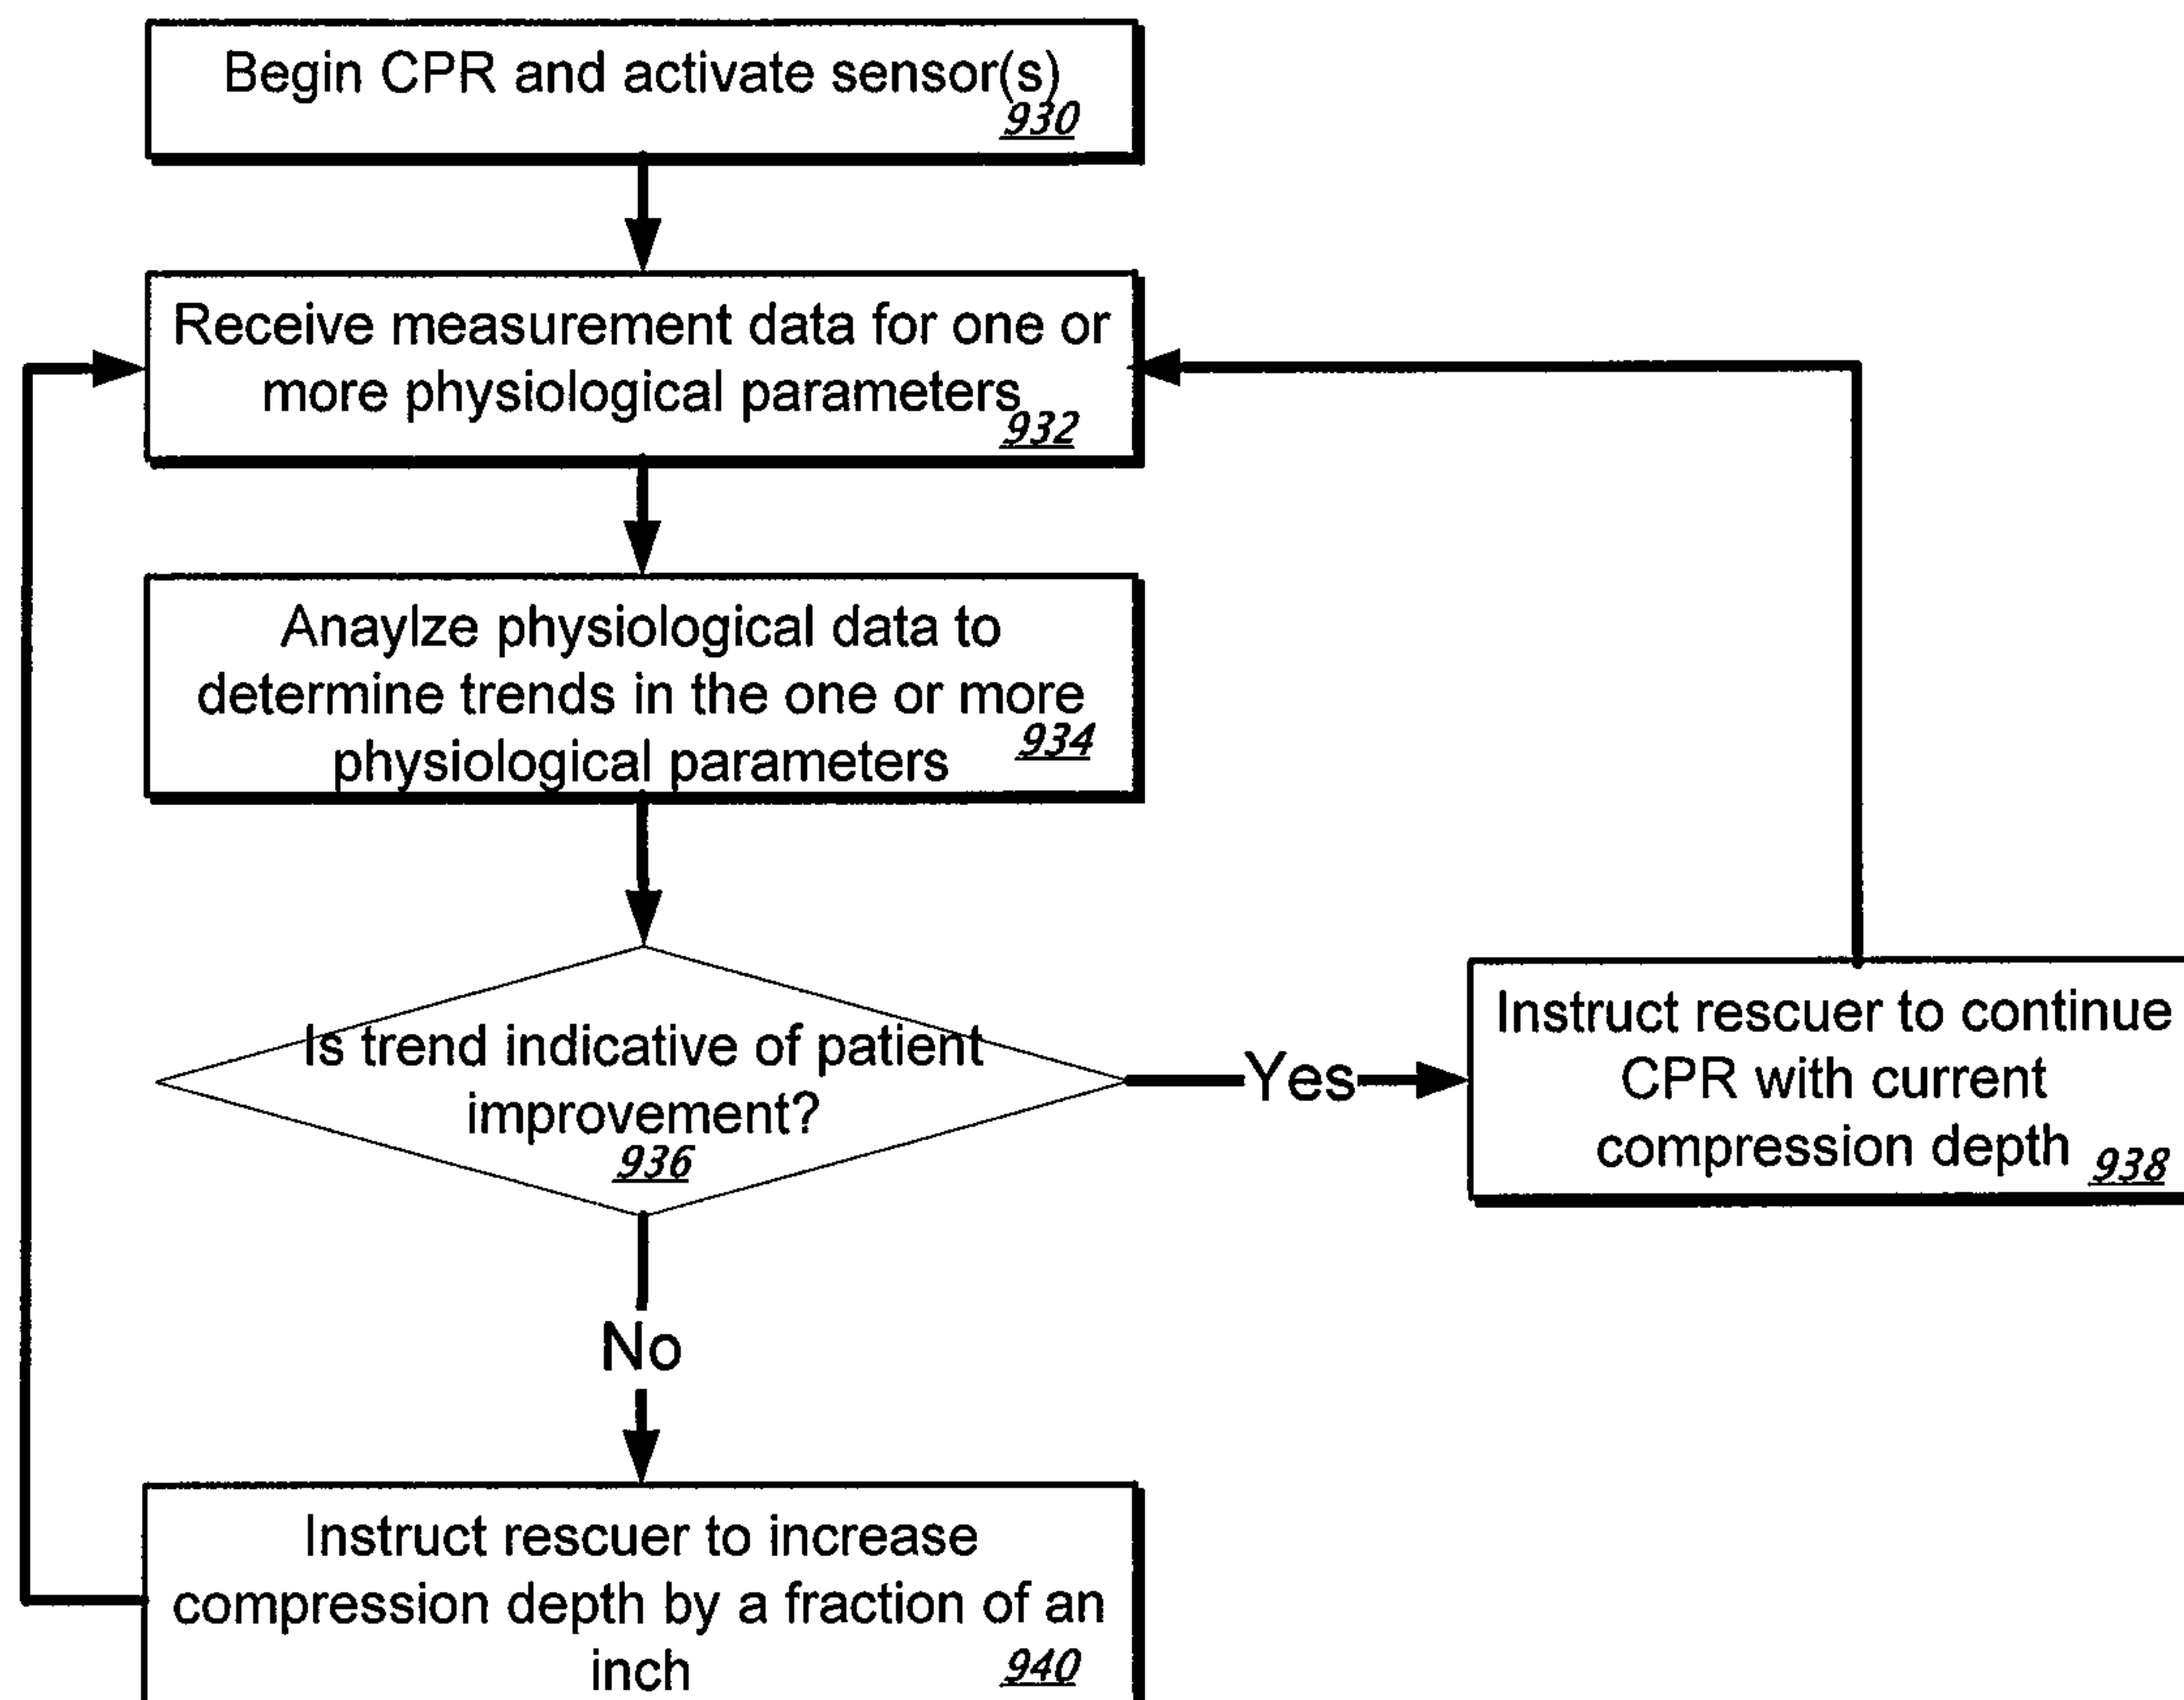 Begin CPR and activate sensor(s)
930
Receive measurement data for one or
more physiological parameters
932
Anaylze physiological data to
determine trends in the one or more
physiological parameters
934
Is trend indicative of patient
improvement?
936
Yes
Instruct rescuer to continue
CPR with current
compression depth
938
No
Instruct rescuer to increase
compression depth by a fraction of an
inch
940